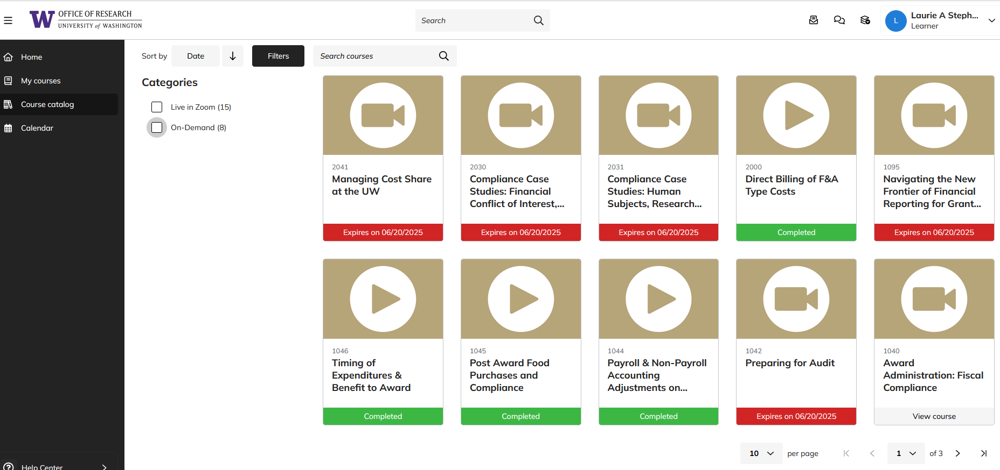 W OFFICE OF RESEARCH
UNIVERSITY of WASHINGTON
Search
L
Laurie A Steph...
Learner
Home
My courses
Course catalog
Calendar
Help Center
Sort by
Date
Filters
Search courses
Categories
Live in Zoom (15)
On-Demand (8)
2041
Managing Cost Share
at the UW
Expires on 06/20/2025
2030
Compliance Case
Studies: Financial
Conflict of Interest,...
Expires on 06/20/2025
2031
Compliance Case
Studies: Human
Subjects, Research...
Expires on 06/20/2025
2000
Direct Billing of F&A
Type Costs
Completed
1095
Navigating the New
Frontier of Financial
Reporting for Grant...
Expires on 06/20/2025
1046
Timing of
Expenditures &
Benefit to Award
Completed
1045
Post Award Food
Purchases and
Compliance
Completed
1044
Payroll & Non-Payroll
Accounting
Adjustments on...
Completed
1042
Preparing for Audit
Expires on 06/20/2025
1040
Award
Administration: Fiscal
Compliance
View course
10 per page
1 of 3